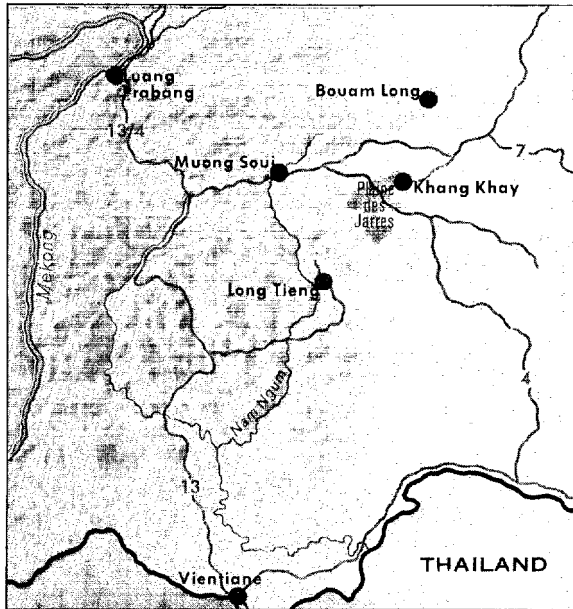 Luang
Prabang
Bouam Long
13/4
Muong Soui
7
Khang Khay
Plaine
des
Jarres
Mekong
Long Tieng
4
Nam Ngum
13
THAILAND
Vientiane